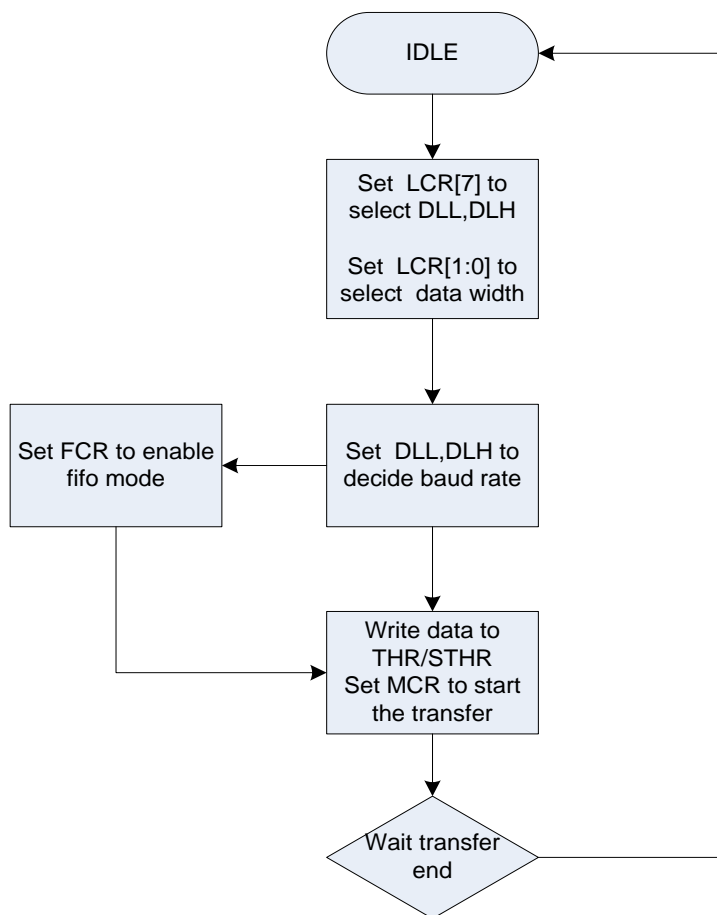 IDLE
Set LCR[7] to
select DLL,DLH
Set LCR[1:0] to
select data width
Set FCR to enable
fifo mode
Set DLL,DLH to
decide baud rate
Write data to
THR/STHR
Set MCR to start
the transfer
Wait transfer
end